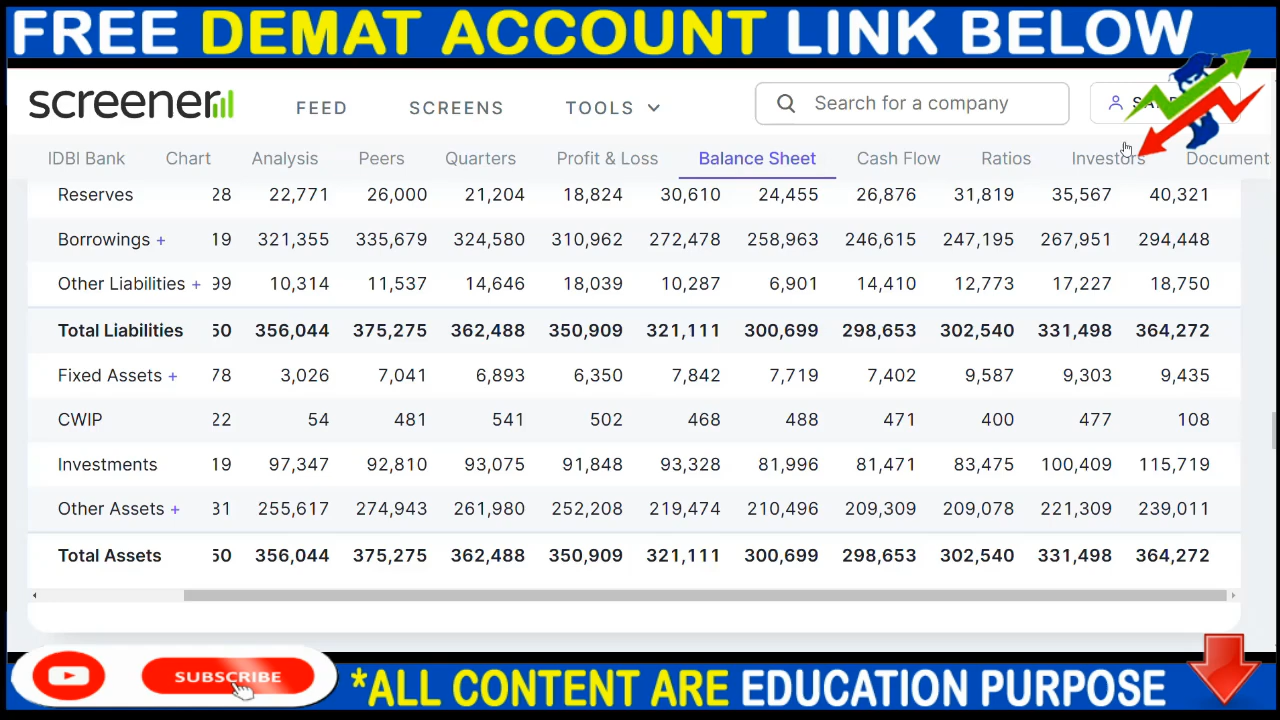 FREE DEMAT ACCOUNT LINK BELOW
screener FEED SCREENS TOOLS Search for a company
IDBI Bank Chart Analysis Peers Quarters Profit & Loss Balance Sheet Cash Flow Ratios Investors Document
Reserves 28 22,771 26,000 21,204 18,824 30,610 24,455 26,876 31,819 35,567 40,321
Borrowings + 19 321,355 335,679 324,580 310,962 272,478 258,963 246,615 247,195 267,951 294,448
Other Liabilities + 99 10,314 11,537 14,646 18,039 10,287 6,901 14,410 12,773 17,227 18,750
Total Liabilities 50 356,044 375,275 362,488 350,909 321,111 300,699 298,653 302,540 331,498 364,272
Fixed Assets + 78 3,026 7,041 6,893 6,350 7,842 7,719 7,402 9,587 9,303 9,435
CWIP 22 54 481 541 502 468 488 471 400 477 108
Investments 19 97,347 92,810 93,075 91,848 93,328 81,996 81,471 83,475 100,409 115,719
Other Assets + 31 255,617 274,943 261,980 252,208 219,474 210,496 209,309 209,078 221,309 239,011
Total Assets 50 356,044 375,275 362,488 350,909 321,111 300,699 298,653 302,540 331,498 364,272
SUBSCRIBE
*ALL CONTENT ARE EDUCATION PURPOSE